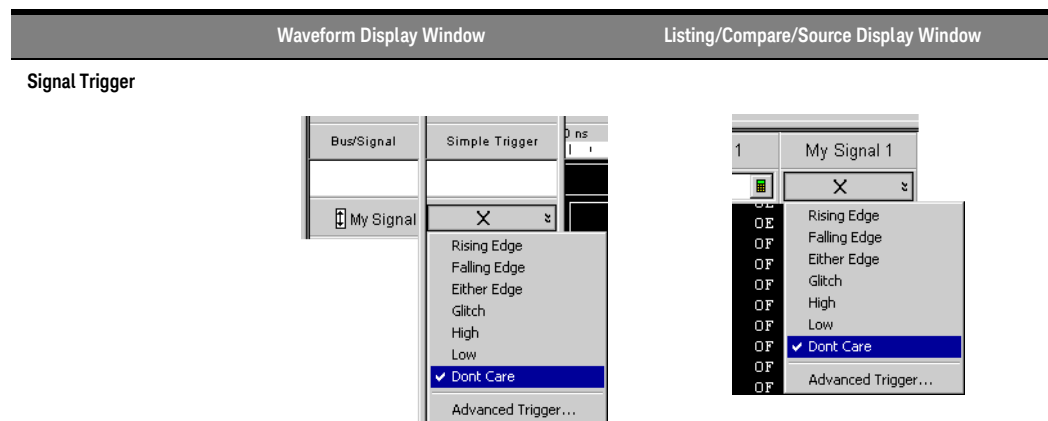 Waveform Display Window Listing/Compare/Source Display Window
Signal Trigger
Bus/Signal Simple Trigger 0 ns
My Signal X
Rising Edge
Falling Edge
Either Edge
Glitch
High
Low
Dont Care
Advanced Trigger...
1 My Signal 1
X
0E
0E
0F
0F
0F
0F
0F
0F
0F
0F
Rising Edge
Falling Edge
Either Edge
Glitch
High
Low
Dont Care
Advanced Trigger...